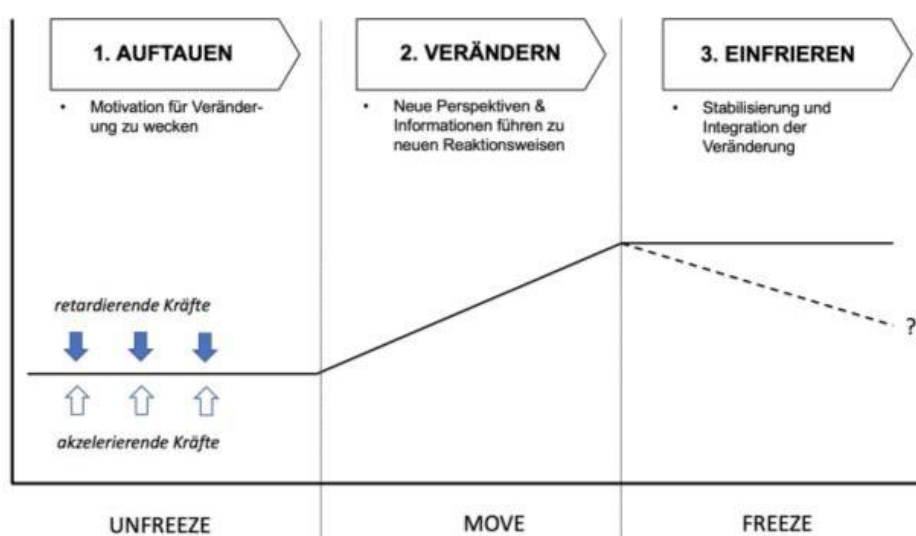 1. AUFTAUEN
• Motivation für Veränder-
ung zu wecken
2. VERÄNDERN
• Neue Perspektiven &
Informationen führen zu
neuen Reaktionsweisen
3. EINFRIEREN
• Stabilisierung und
Integration der
Veränderung
retardierende Kräfte
akzelerierende Kräfte
?
UNFREEZE
MOVE
FREEZE